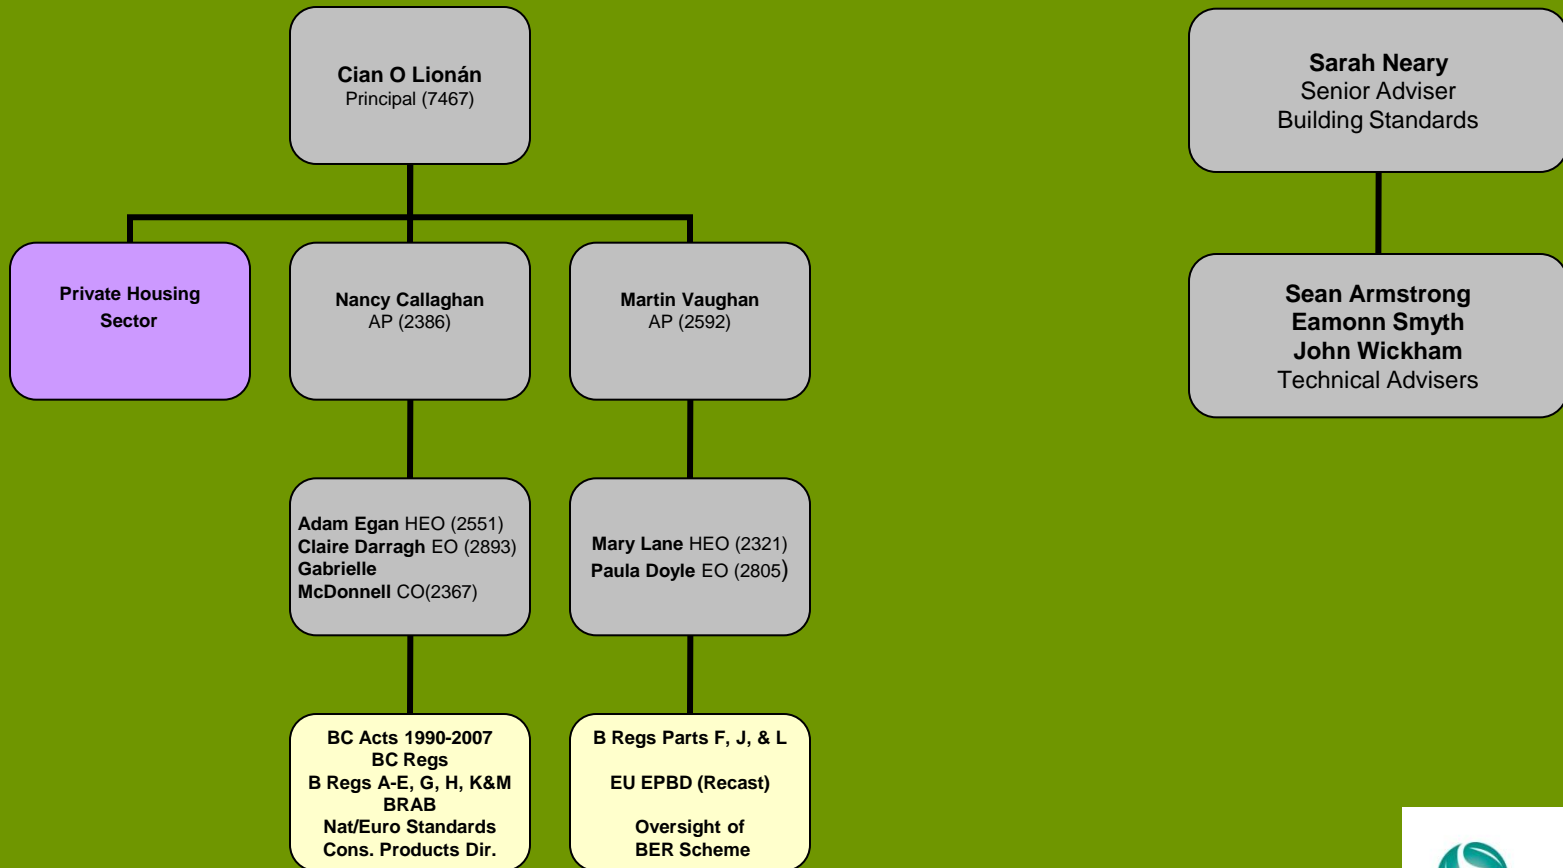 Cian O Lionán
Principal (7467)
Sarah Neary
Senior Adviser
Building Standards
Private Housing
Sector
Nancy Callaghan
AP (2386)
Martin Vaughan
AP (2592)
Sean Armstrong
Eamonn Smyth
John Wickham
Technical Advisers
Adam Egan HEO (2551)
Claire Darragh EO (2893)
Gabrielle
McDonnell CO(2367)
Mary Lane HEO (2321)
Paula Doyle EO (2805)
BC Acts 1990-2007
BC Regs
B Regs A-E, G, H, K&M
BRAB
Nat/Euro Standards
Cons. Products Dir.
B Regs Parts F, J, & L
EU EPBD (Recast)
Oversight of
BER Scheme